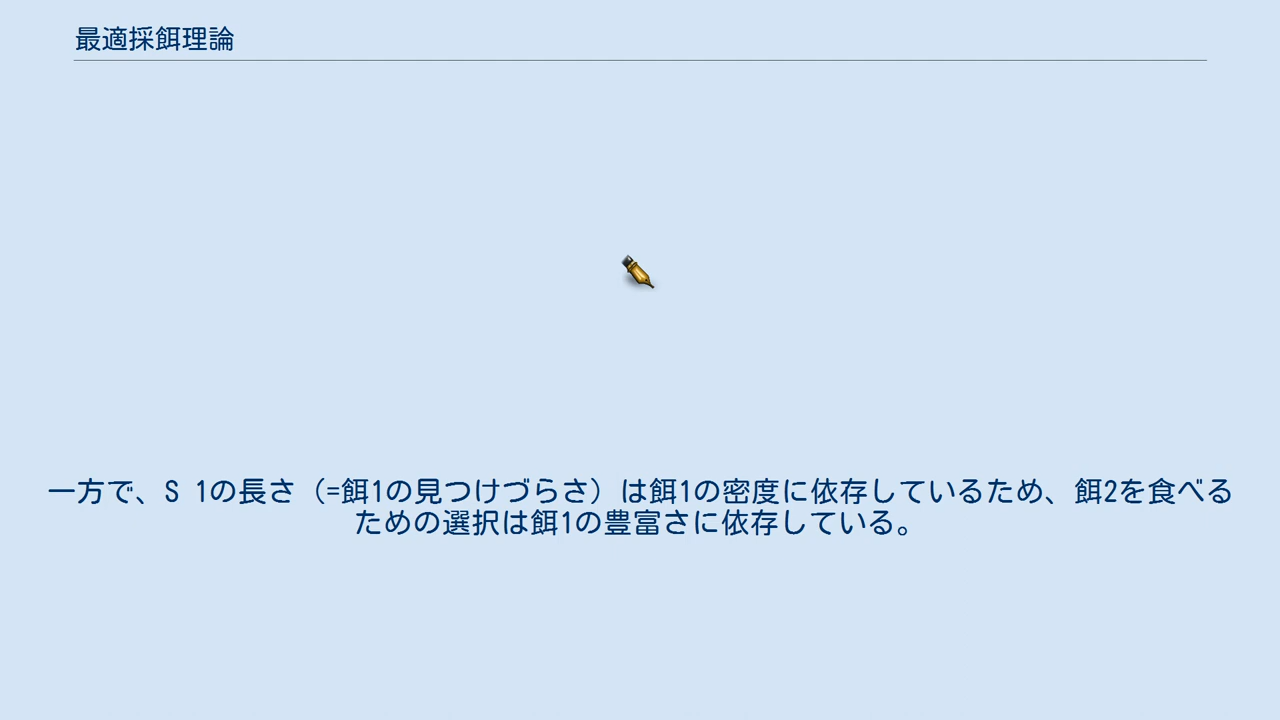 最適採餌理論
一方で、S 1の長さ（=餌1の見つけづらさ）は餌1の密度に依存しているため、餌2を食べる
ための選択は餌1の豊富さに依存している。